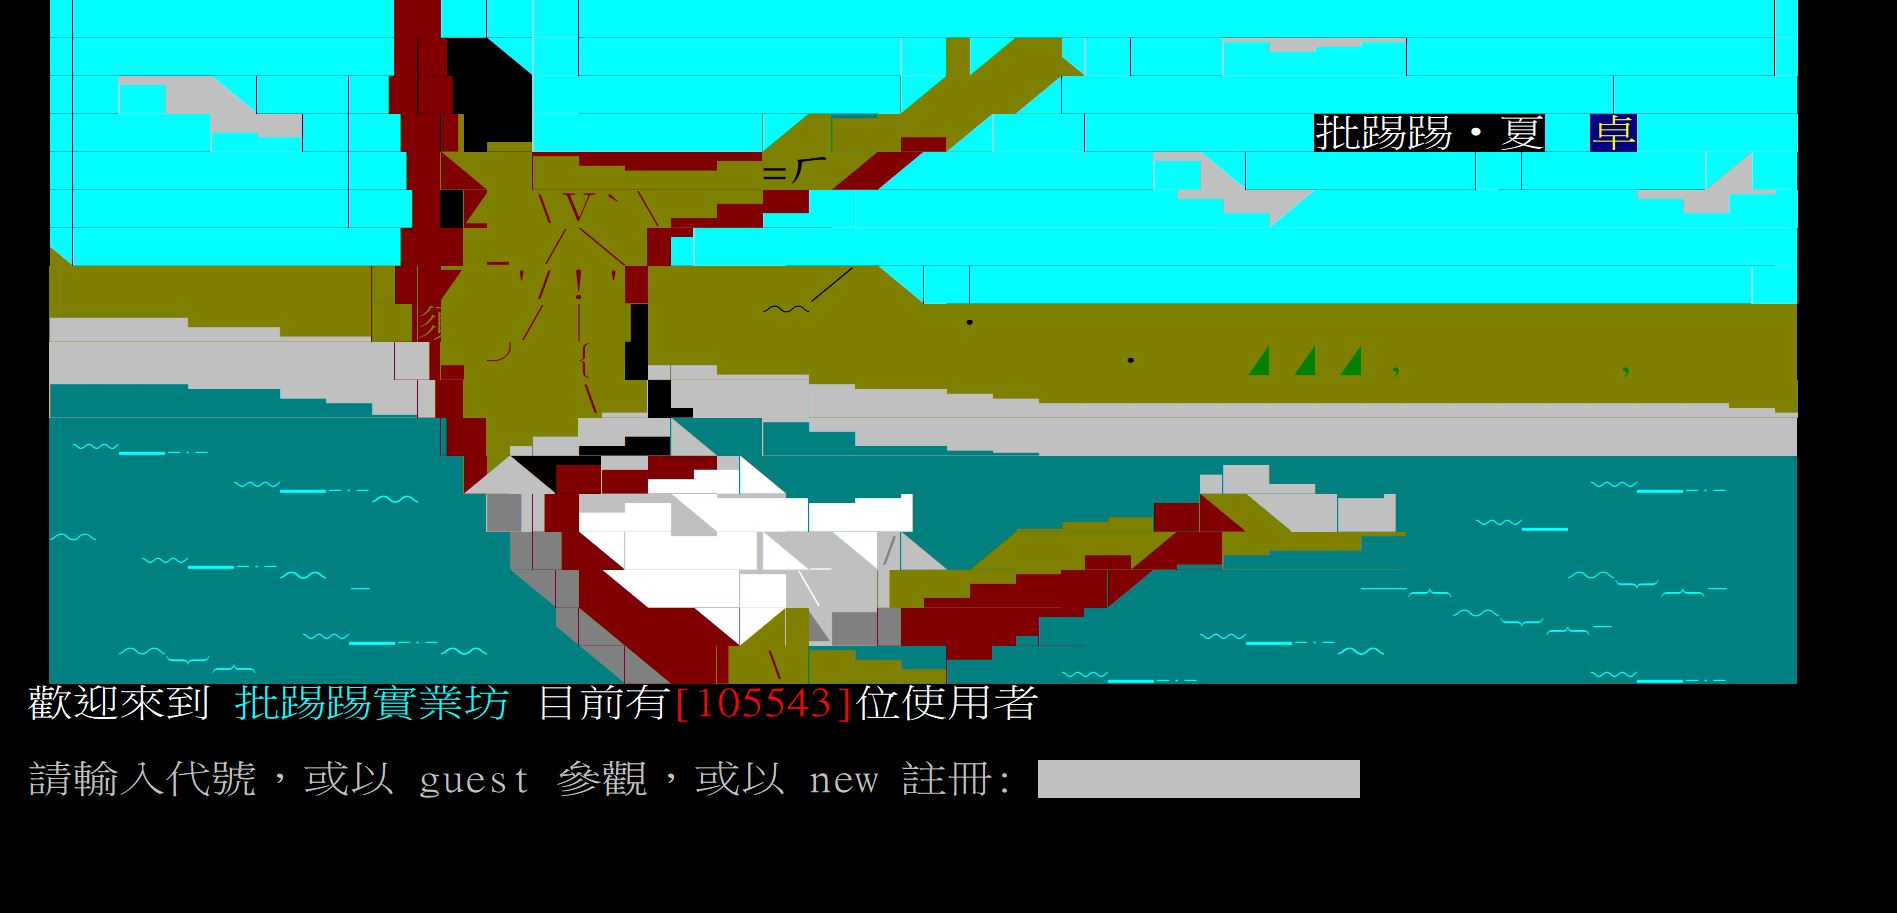 批踢踢·夏 卓
歡迎來到 批踢踢實業坊 目前有[105543]位使用者
請輸入代號，或以 guest 參觀，或以 new 註冊: